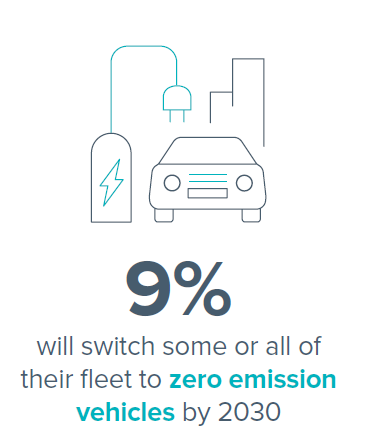 9%
will switch some or all of
their fleet to zero emission
vehicles by 2030